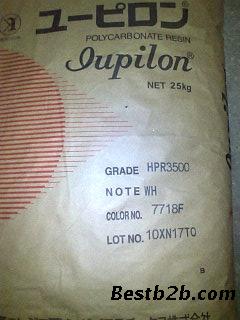 ユーピロン®
POLYCARBONATE RESIN
Iupilon®
NET 25kg
GRADE HPR3500
NOTE WH
COLOR NO. 7718F
LOT NO. 10XN17TO
B
Bestb2b.com